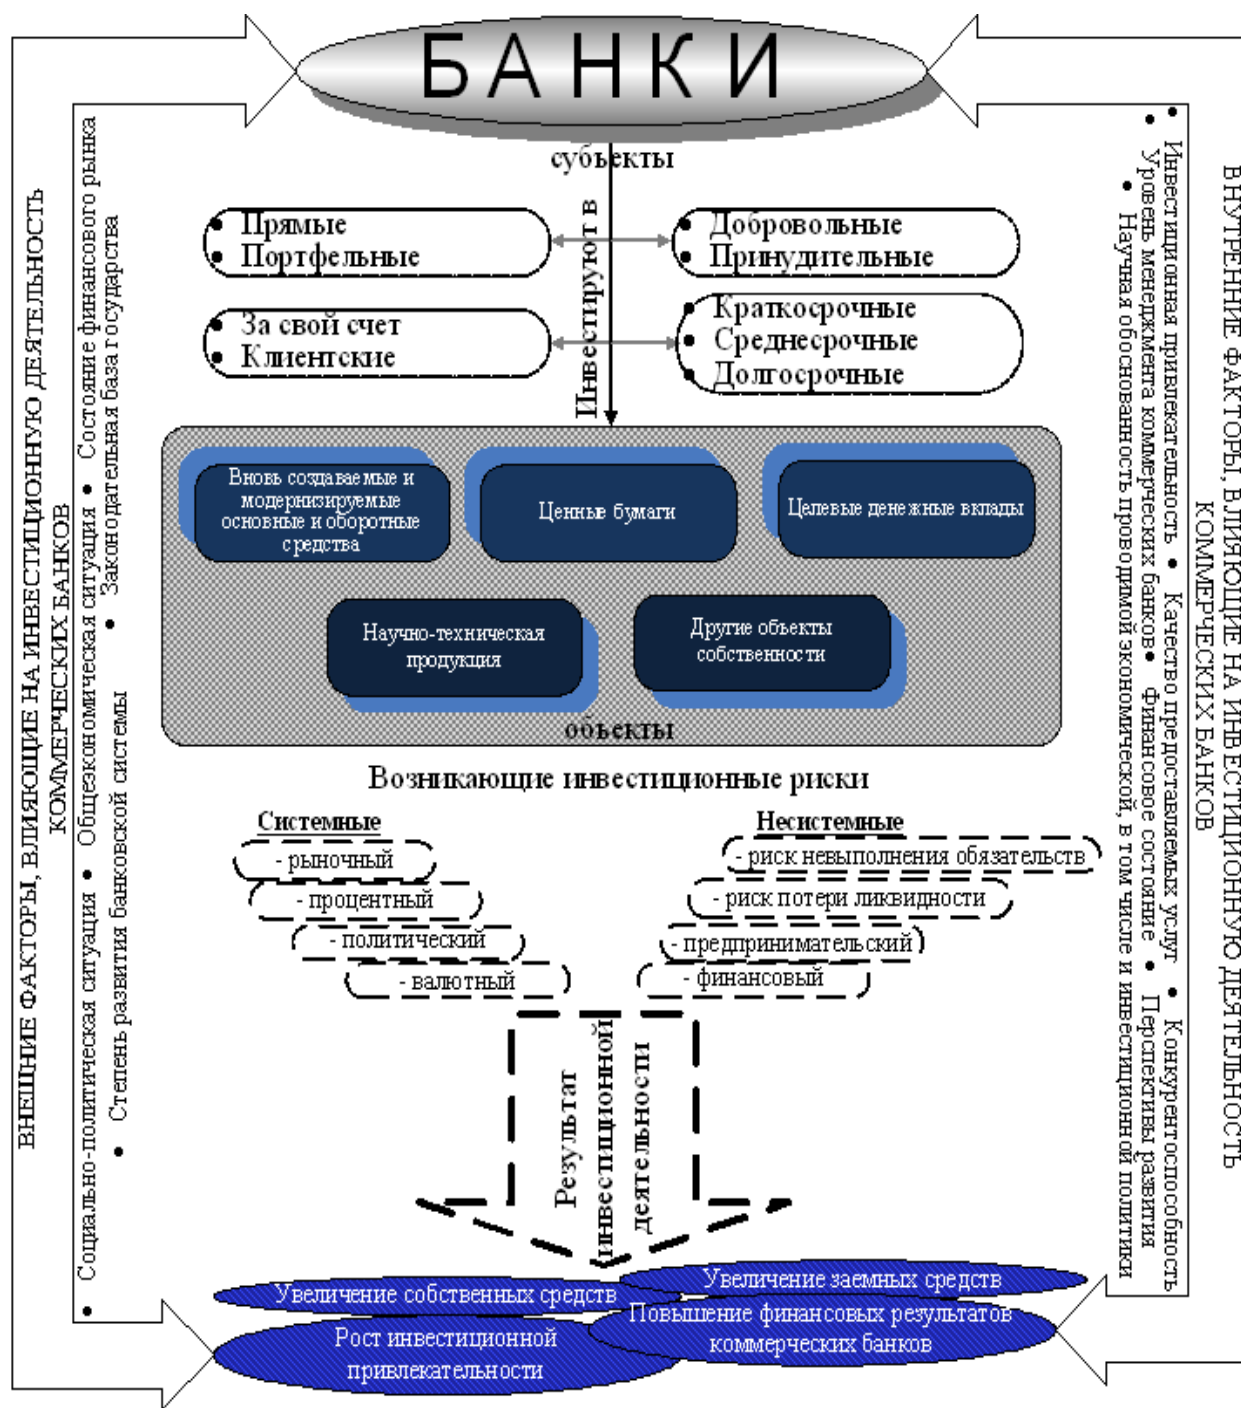 БАНКИ
субъекты
Инвестируют в
• Прямые
• Портфельные
• Добровольные
• Принудительные
• За свой счет
• Клиентские
• Краткосрочные
• Среднесрочные
• Долгосрочные
Вновь создаваемые и
модернизируемые
основные и оборотные
средства
Ценные бумаги
Целевые денежные вклады
Научно-техническая
продукция
Другие объекты
собственности
объекты
Возникающие инвестиционные риски
Системные
- рыночный
- процентный
- политический
- валютный
Несистемные
- риск невыполнения обязательств
- риск потери ликвидности
- предпринимательский
- финансовый
Результат
инвестиционной
деятельности
Увеличение собственных средств
Увеличение заемных средств
Рост инвестиционной
привлекательности
Повышение финансовых результатов
коммерческих банков
ВНЕШНИЕ ФАКТОРЫ, ВЛИЯЮЩИЕ НА ИНВЕСТИЦИОННУЮ ДЕЯТЕЛЬНОСТЬ
КОММЕРЧЕСКИХ БАНКОВ
• Социально-политическая ситуация • Общеэкономическая ситуация • Состояние финансового рынка
• Степень развития банковской системы • Законодательная база государства
ВНУТРЕННИЕ ФАКТОРЫ, ВЛИЯЮЩИЕ НА ИНВЕСТИЦИОННУЮ ДЕЯТЕЛЬНОСТЬ
КОММЕРЧЕСКИХ БАНКОВ
• Инвестиционная привлекательность • Качество предоставляемых услуг • Конкурентоспособность
• Уровень менеджмента коммерческих банков • Финансовое состояние • Перспективы развития
• Научная обоснованность проводимой экономической, в том числе и инвестиционной политики